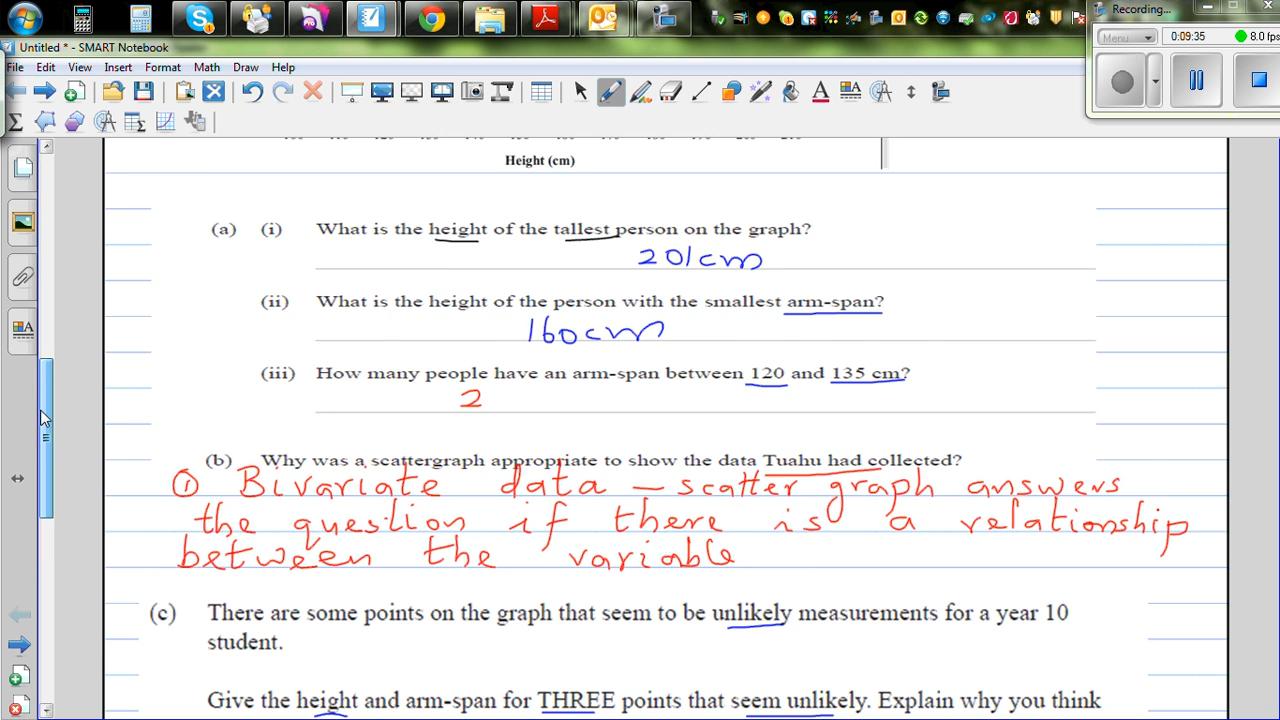 Recording...
Untitled * - SMART Notebook
Menu
0:09:35
8.0 fps
File Edit View Insert Format Math Draw Help
Height (cm)
(a) (i) What is the height of the tallest person on the graph?
201cm
(ii) What is the height of the person with the smallest arm-span?
160cm
(iii) How many people have an arm-span between 120 and 135 cm?
2
(b) Why was a scattergraph appropriate to show the data Tuahu had collected?
① Bivariate data – scatter graph answers
the question if there is a relationship
between the variable
(c) There are some points on the graph that seem to be unlikely measurements for a year 10
student.
Give the height and arm-span for THREE points that seem unlikely. Explain why you think